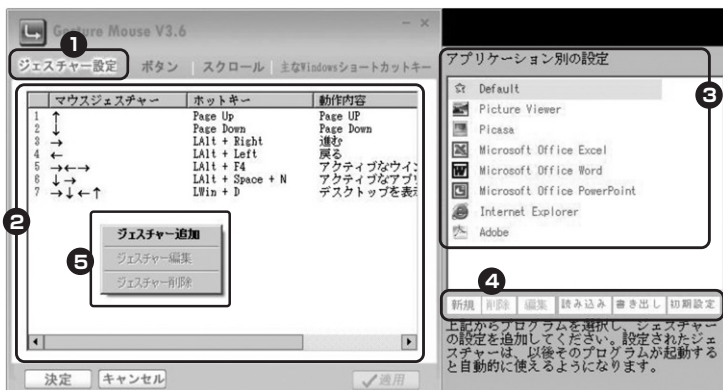 Gesture Mouse V3.6
1
ジェスチャー設定 ボタン スクロール 主なWindowsショートカットキー
2
マウスジェスチャー ホットキー 動作内容
1 ↑ Page Up Page UP
2 ↓ Page Down Page Down
3 → LAlt + Right 進む
4 ← LAlt + Left 戻る
5 →←→ LAlt + F4 アクティブなウイン
6 ↓→ LAlt + Space + N アクティブなアプリ
7 →↓←↑ LWin + D デスクトップを表示
5
ジェスチャー追加
ジェスチャー編集
ジェスチャー削除
決定 キャンセル ✓適用
アプリケーション別の設定
3
Default
Picture Viewer
Picasa
Microsoft Office Excel
Microsoft Office Word
Microsoft Office PowerPoint
Internet Explorer
Adobe
4
新規 削除 編集 読み込み 書き出し 初期設定
上記からプログラムを選択し、ジェスチャー
の設定を追加してください。設定されたジェ
スチャーは、以後そのプログラムが起動する
と自動的に使えるようになります。